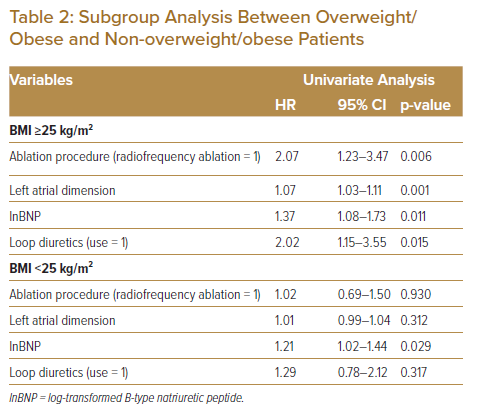 Table 2: Subgroup Analysis Between Overweight/
Obese and Non-overweight/obese Patients
Variables Univariate Analysis
HR 95% CI p-value
BMI ≥25 kg/m²
Ablation procedure (radiofrequency ablation = 1) 2.07 1.23–3.47 0.006
Left atrial dimension 1.07 1.03–1.11 0.001
lnBNP 1.37 1.08–1.73 0.011
Loop diuretics (use = 1) 2.02 1.15–3.55 0.015
BMI <25 kg/m²
Ablation procedure (radiofrequency ablation = 1) 1.02 0.69–1.50 0.930
Left atrial dimension 1.01 0.99–1.04 0.312
lnBNP 1.21 1.02–1.44 0.029
Loop diuretics (use = 1) 1.29 0.78–2.12 0.317
lnBNP = log-transformed B-type natriuretic peptide.